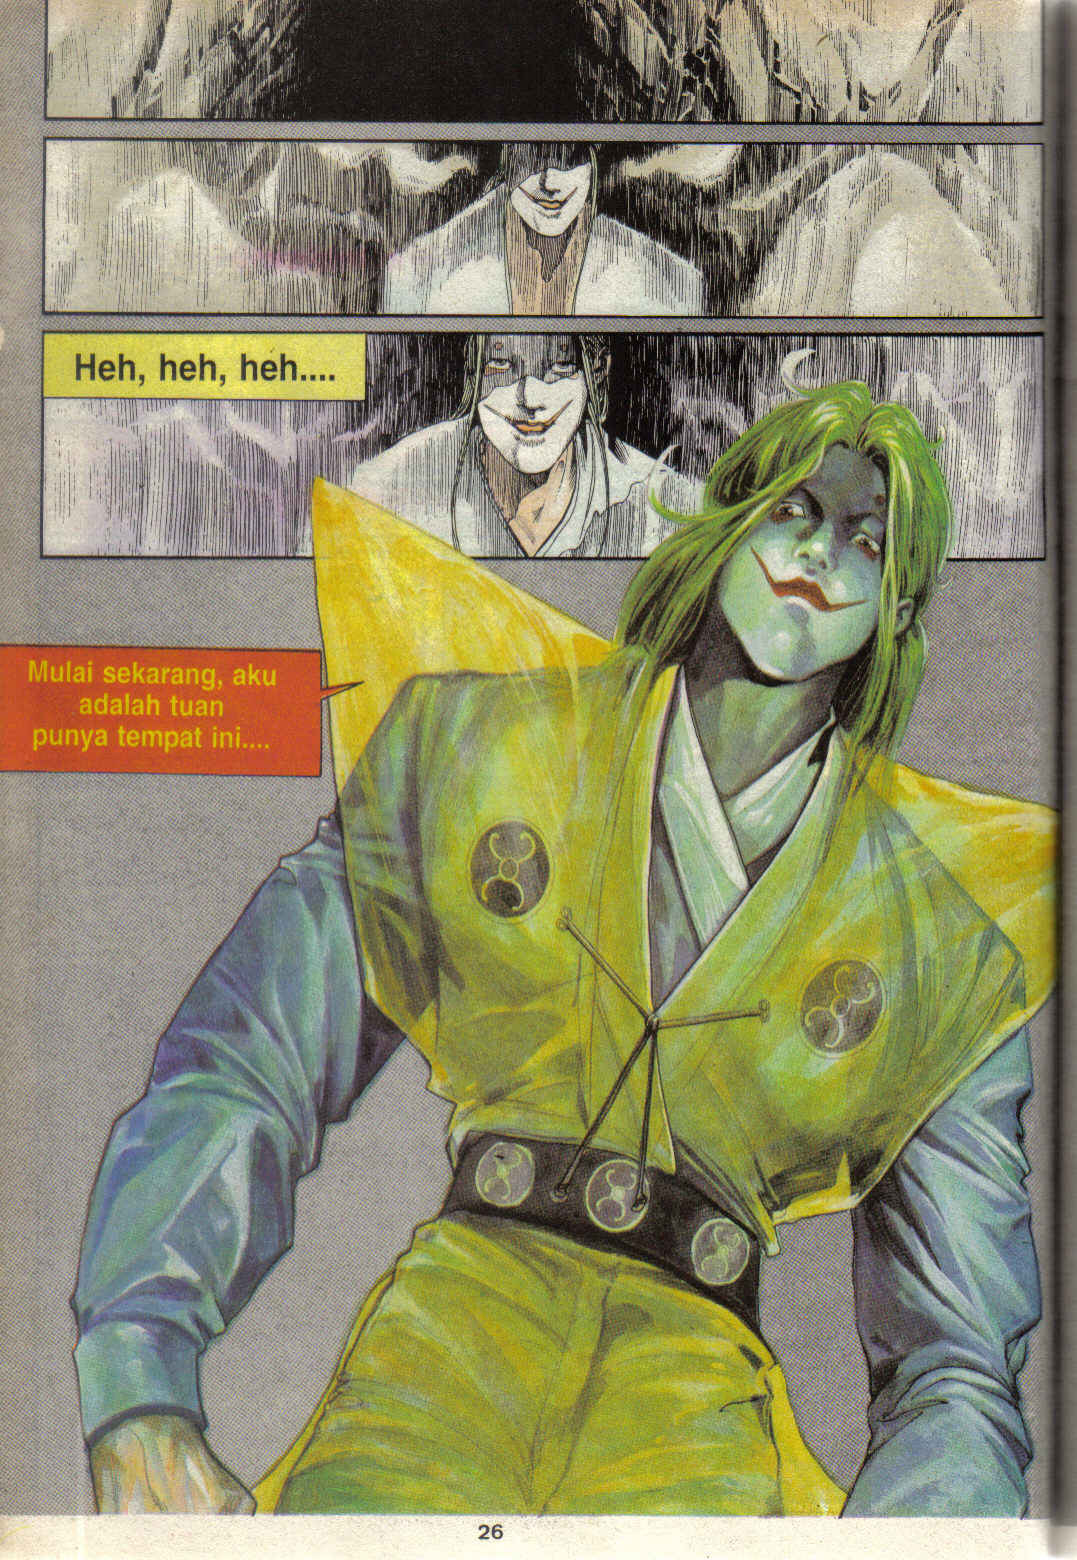 Heh, heh, heh....
Mulai sekarang, aku
adalah tuan
punya tempat ini....
26